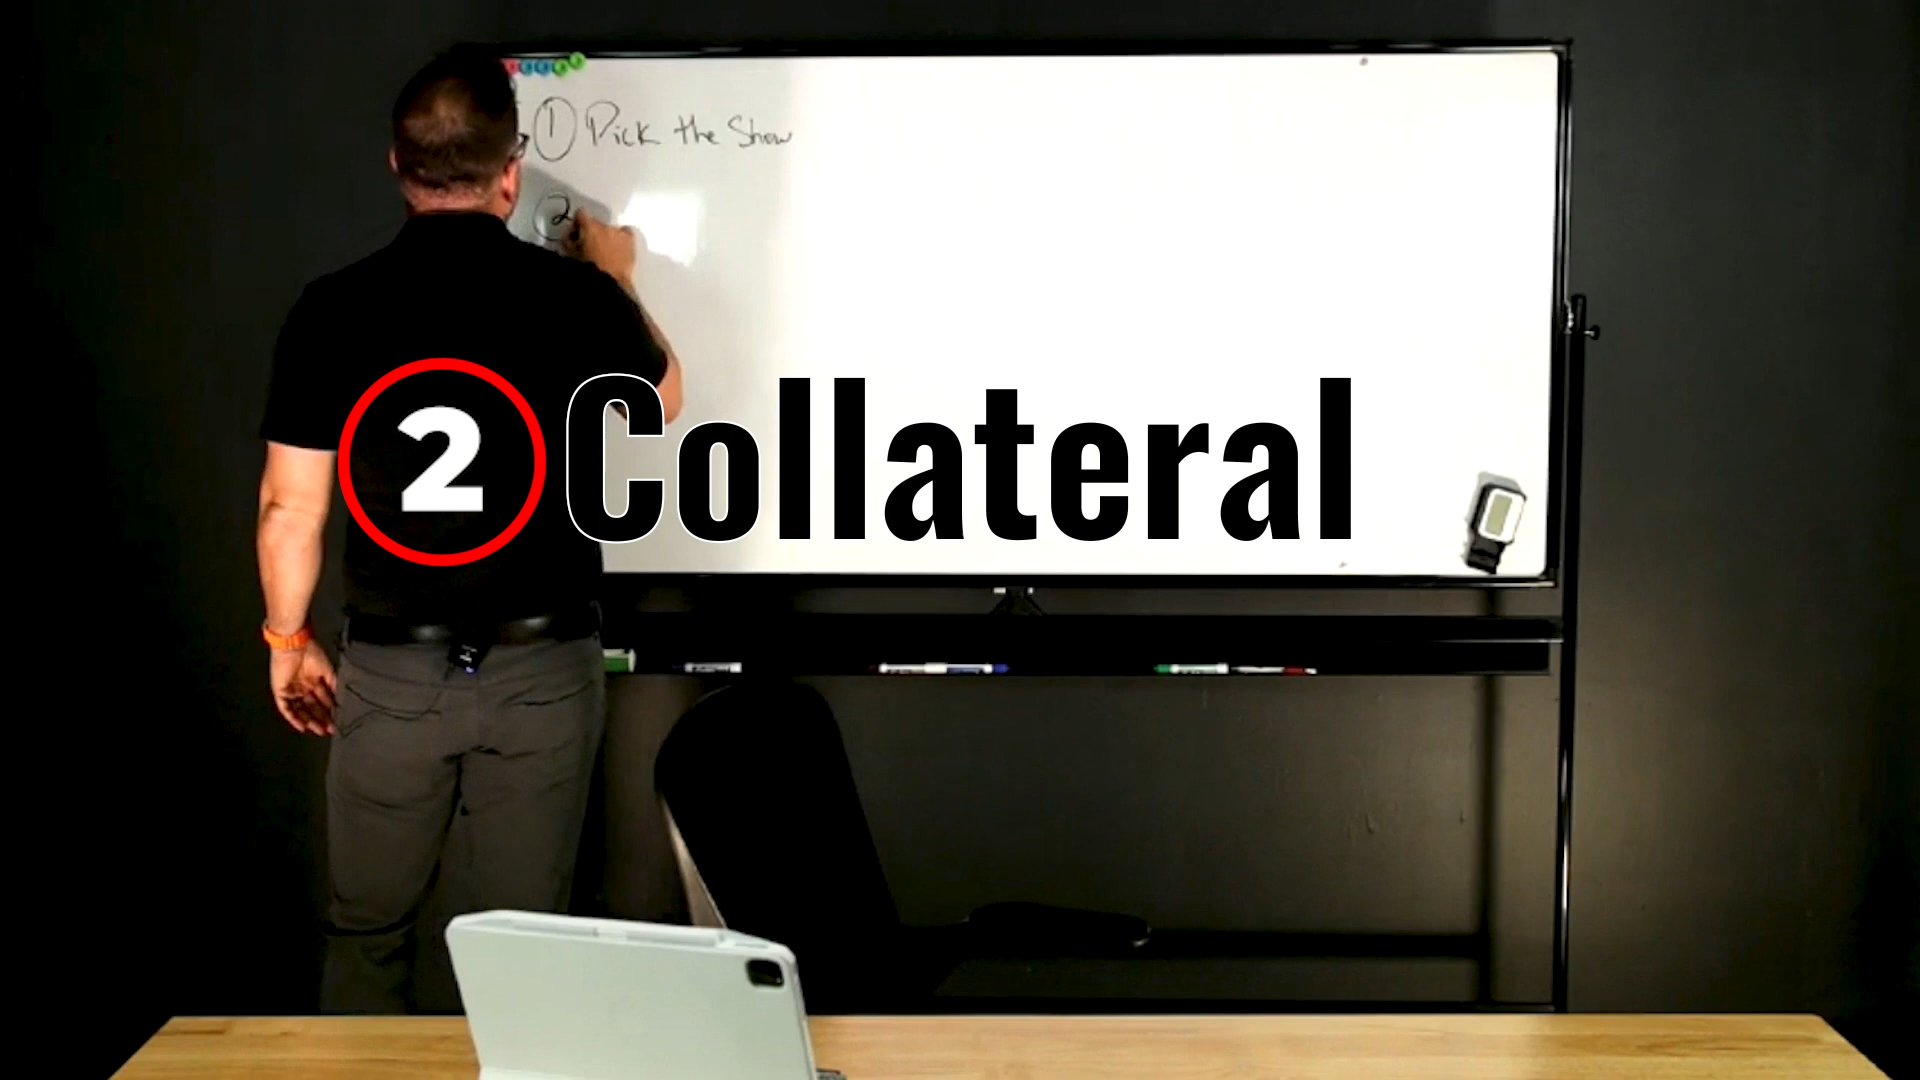 ① Pick the Show
②
2 Collateral